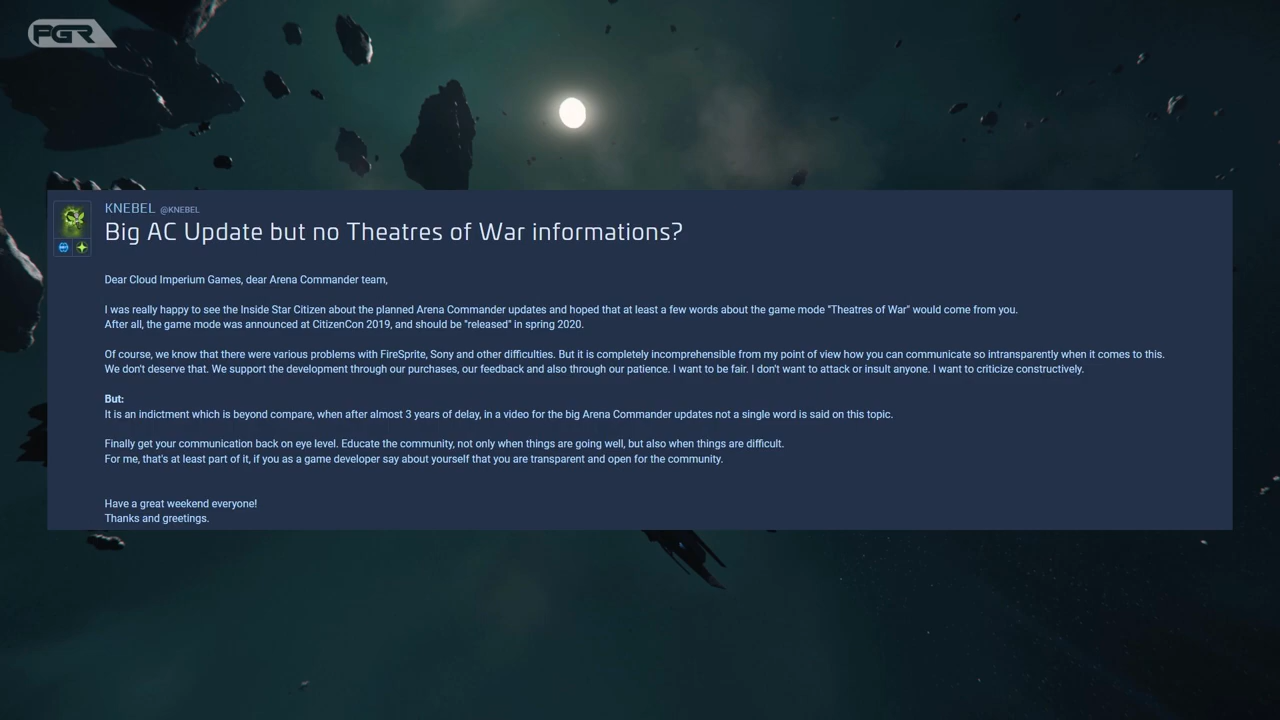 PGR
KNEBEL @KNEBEL
Big AC Update but no Theatres of War informations?
Dear Cloud Imperium Games, dear Arena Commander team,
I was really happy to see the Inside Star Citizen about the planned Arena Commander updates and hoped that at least a few words about the game mode "Theatres of War" would come from you.
After all, the game mode was announced at CitizenCon 2019, and should be "released" in spring 2020.
Of course, we know that there were various problems with FireSprite, Sony and other difficulties. But it is completely incomprehensible from my point of view how you can communicate so intransparently when it comes to this.
We don't deserve that. We support the development through our purchases, our feedback and also through our patience. I want to be fair. I don't want to attack or insult anyone. I want to criticize constructively.
But:
It is an indictment which is beyond compare, when after almost 3 years of delay, in a video for the big Arena Commander updates not a single word is said on this topic.
Finally get your communication back on eye level. Educate the community, not only when things are going well, but also when things are difficult.
For me, that's at least part of it, if you as a game developer say about yourself that you are transparent and open for the community.
Have a great weekend everyone!
Thanks and greetings.